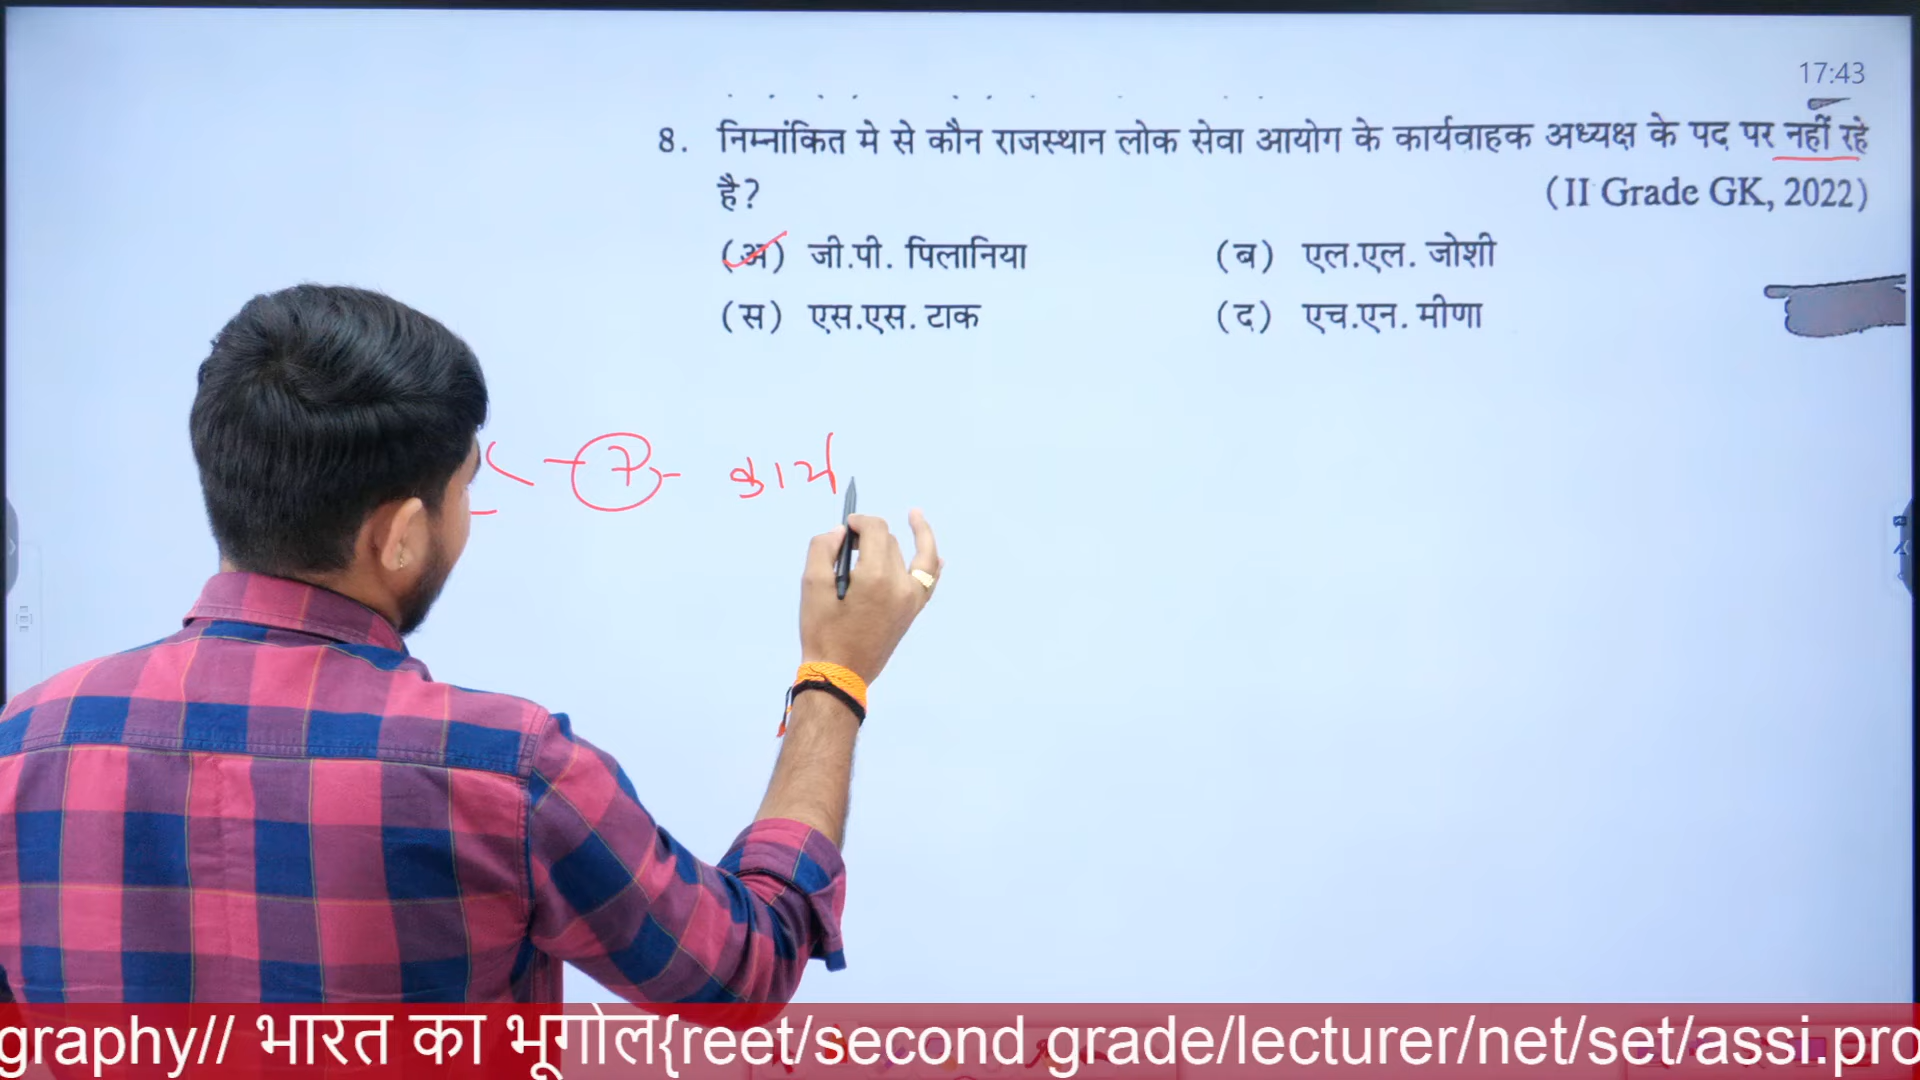 17:43
8. निम्नांकित मे से कौन राजस्थान लोक सेवा आयोग के कार्यवाहक अध्यक्ष के पद पर नहीं रहे
है? (II Grade GK, 2022)
(अ) जी.पी. पिलानिया (ब) एल.एल. जोशी
(स) एस.एस. टाक (द) एच.एन. मीणा
7 कार्य
graphy// भारत का भूगोल{reet/second grade/lecturer/net/set/assi.pro